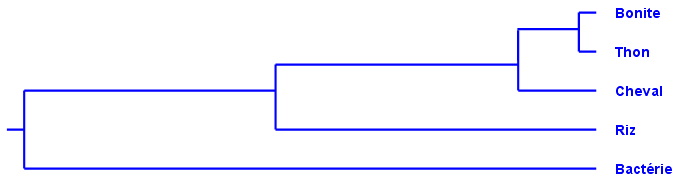 Bonite
Thon
Cheval
Riz
Bactérie